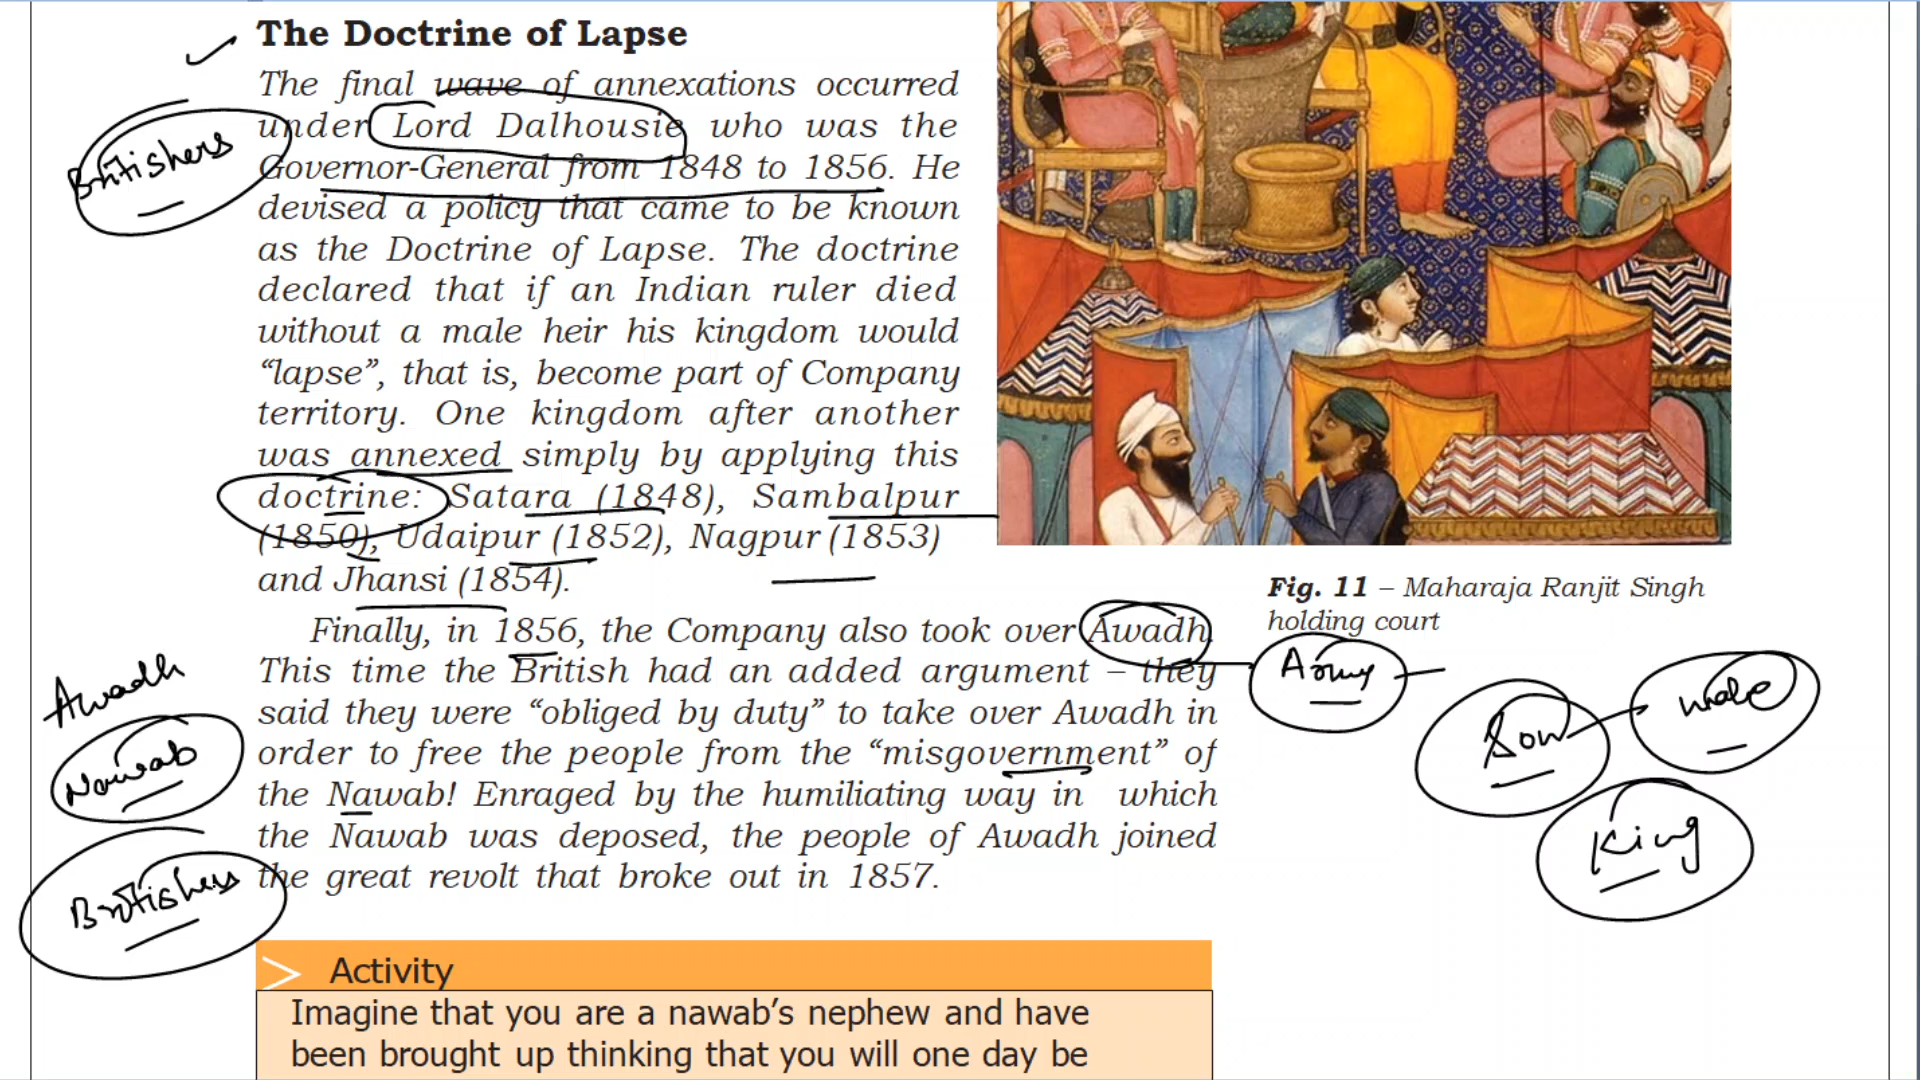 The Doctrine of Lapse
The final wave of annexations occurred
under Lord Dalhousie who was the
Governor-General from 1848 to 1856. He
devised a policy that came to be known
as the Doctrine of Lapse. The doctrine
declared that if an Indian ruler died
without a male heir his kingdom would
“lapse”, that is, become part of Company
territory. One kingdom after another
was annexed simply by applying this
doctrine: Satara (1848), Sambalpur
(1850), Udaipur (1852), Nagpur (1853)
and Jhansi (1854).
Finally, in 1856, the Company also took over Awadh.
This time the British had an added argument – they
said they were “obliged by duty” to take over Awadh in
order to free the people from the “misgovernment” of
the Nawab! Enraged by the humiliating way in which
the Nawab was deposed, the people of Awadh joined
the great revolt that broke out in 1857.
Fig. 11 – Maharaja Ranjit Singh
holding court
Britishers
Awadh
Nawab
Britishers
Army
Son
male
King
> Activity
Imagine that you are a nawab’s nephew and have
been brought up thinking that you will one day be